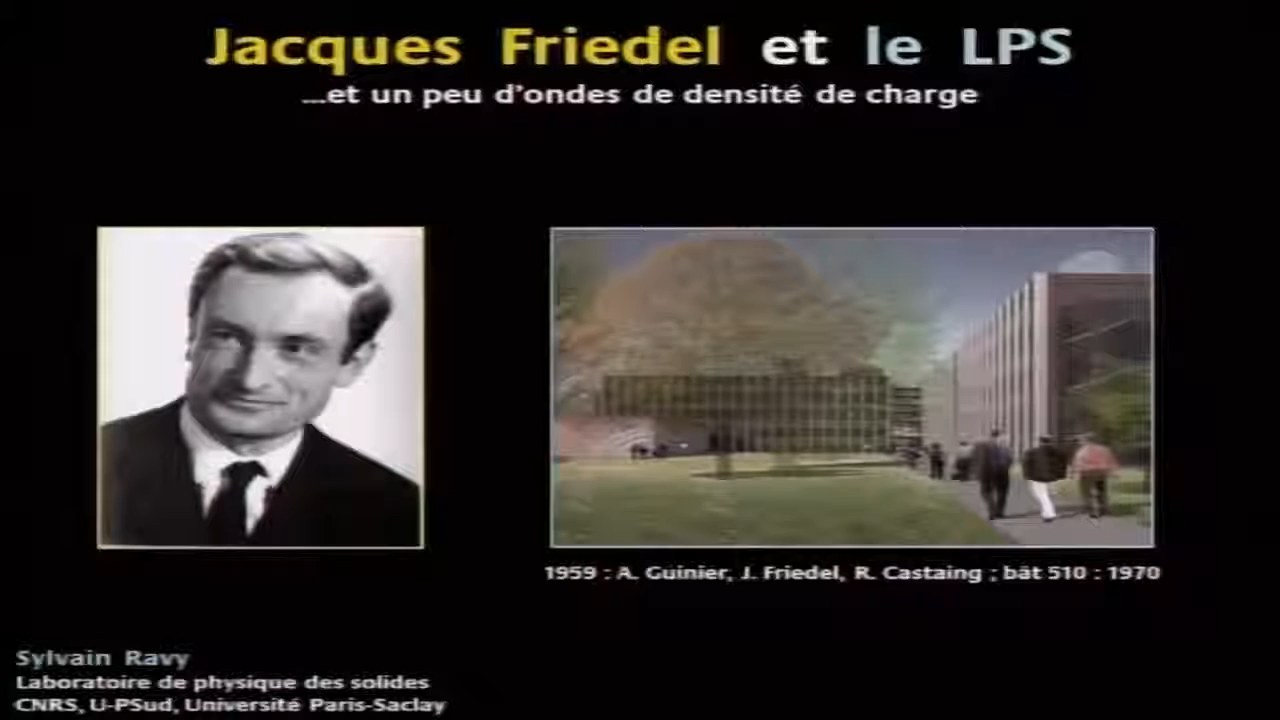 Jacques Friedel et le LPS
...et un peu d'ondes de densité de charge
1959 : A. Guinier, J. Friedel, R. Castaing ; bât 510 : 1970
Sylvain Ravy
Laboratoire de physique des solides
CNRS, U-PSud, Université Paris-Saclay